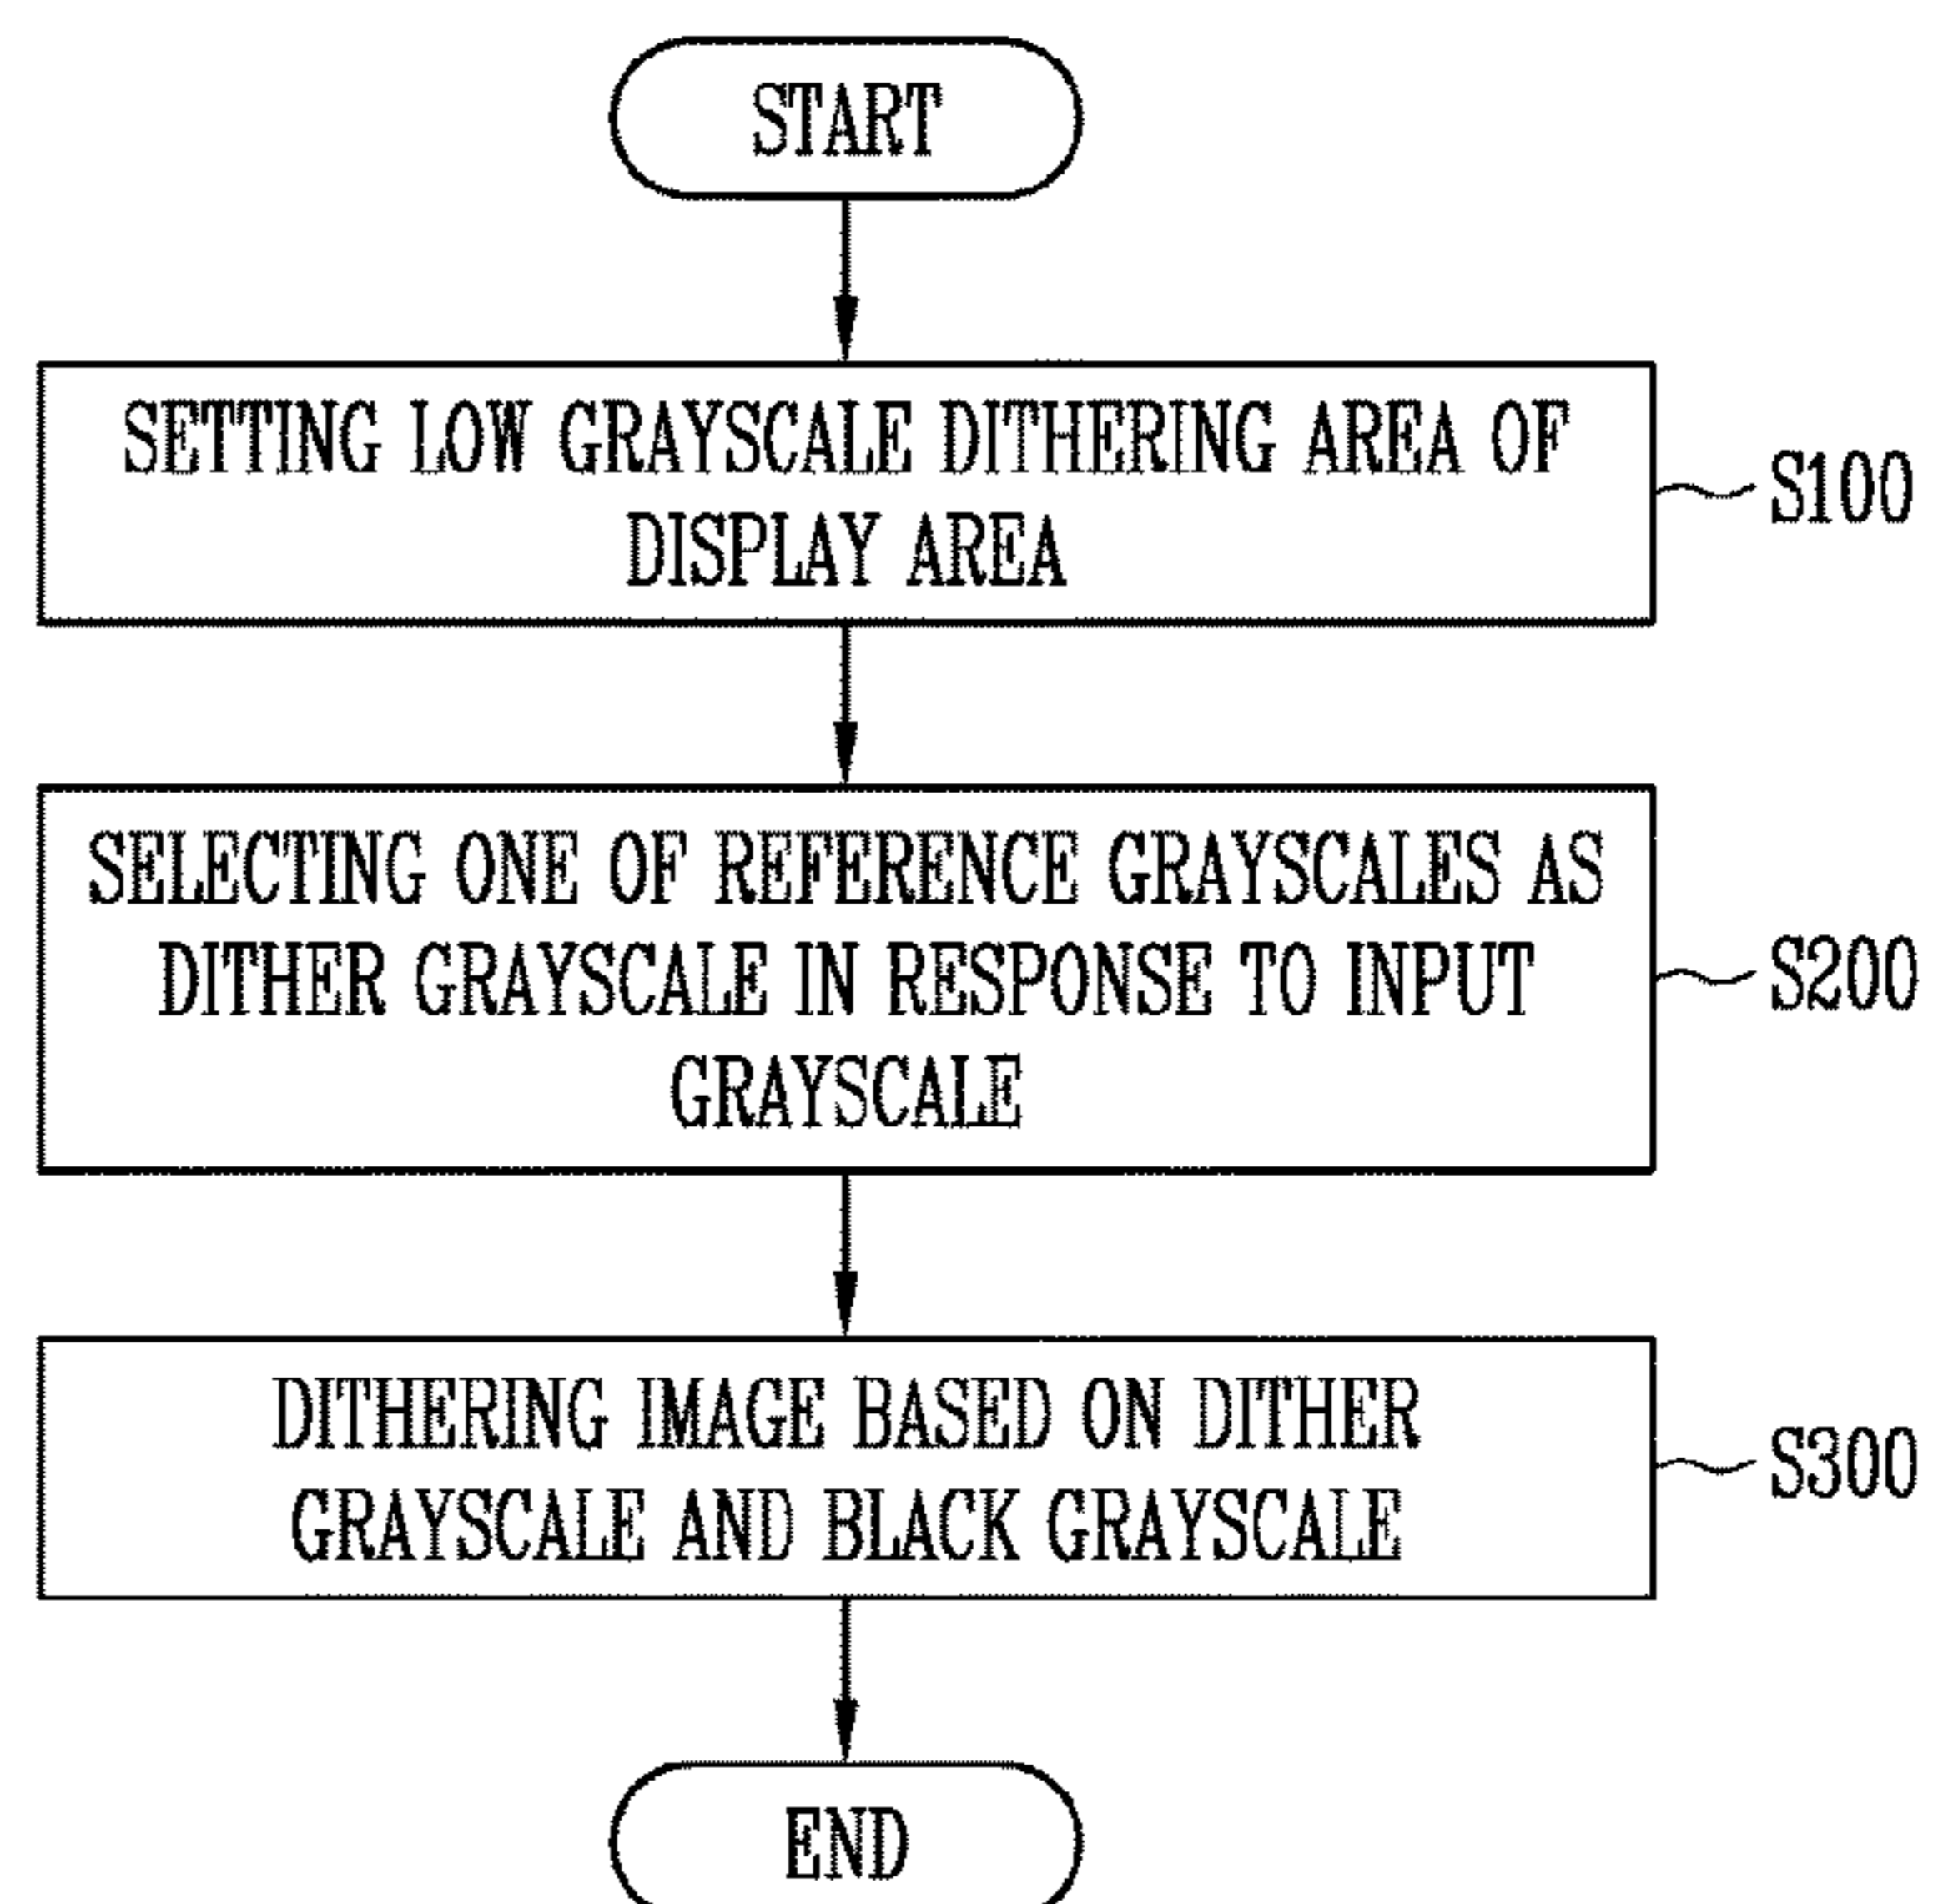 START
SETTING LOW GRAYSCALE DITHERING AREA OF
DISPLAY AREA
S100
SELECTING ONE OF REFERENCE GRAYSCALES AS
DITHER GRAYSCALE IN RESPONSE TO INPUT
GRAYSCALE
S200
DITHERING IMAGE BASED ON DITHER
GRAYSCALE AND BLACK GRAYSCALE
S300
END